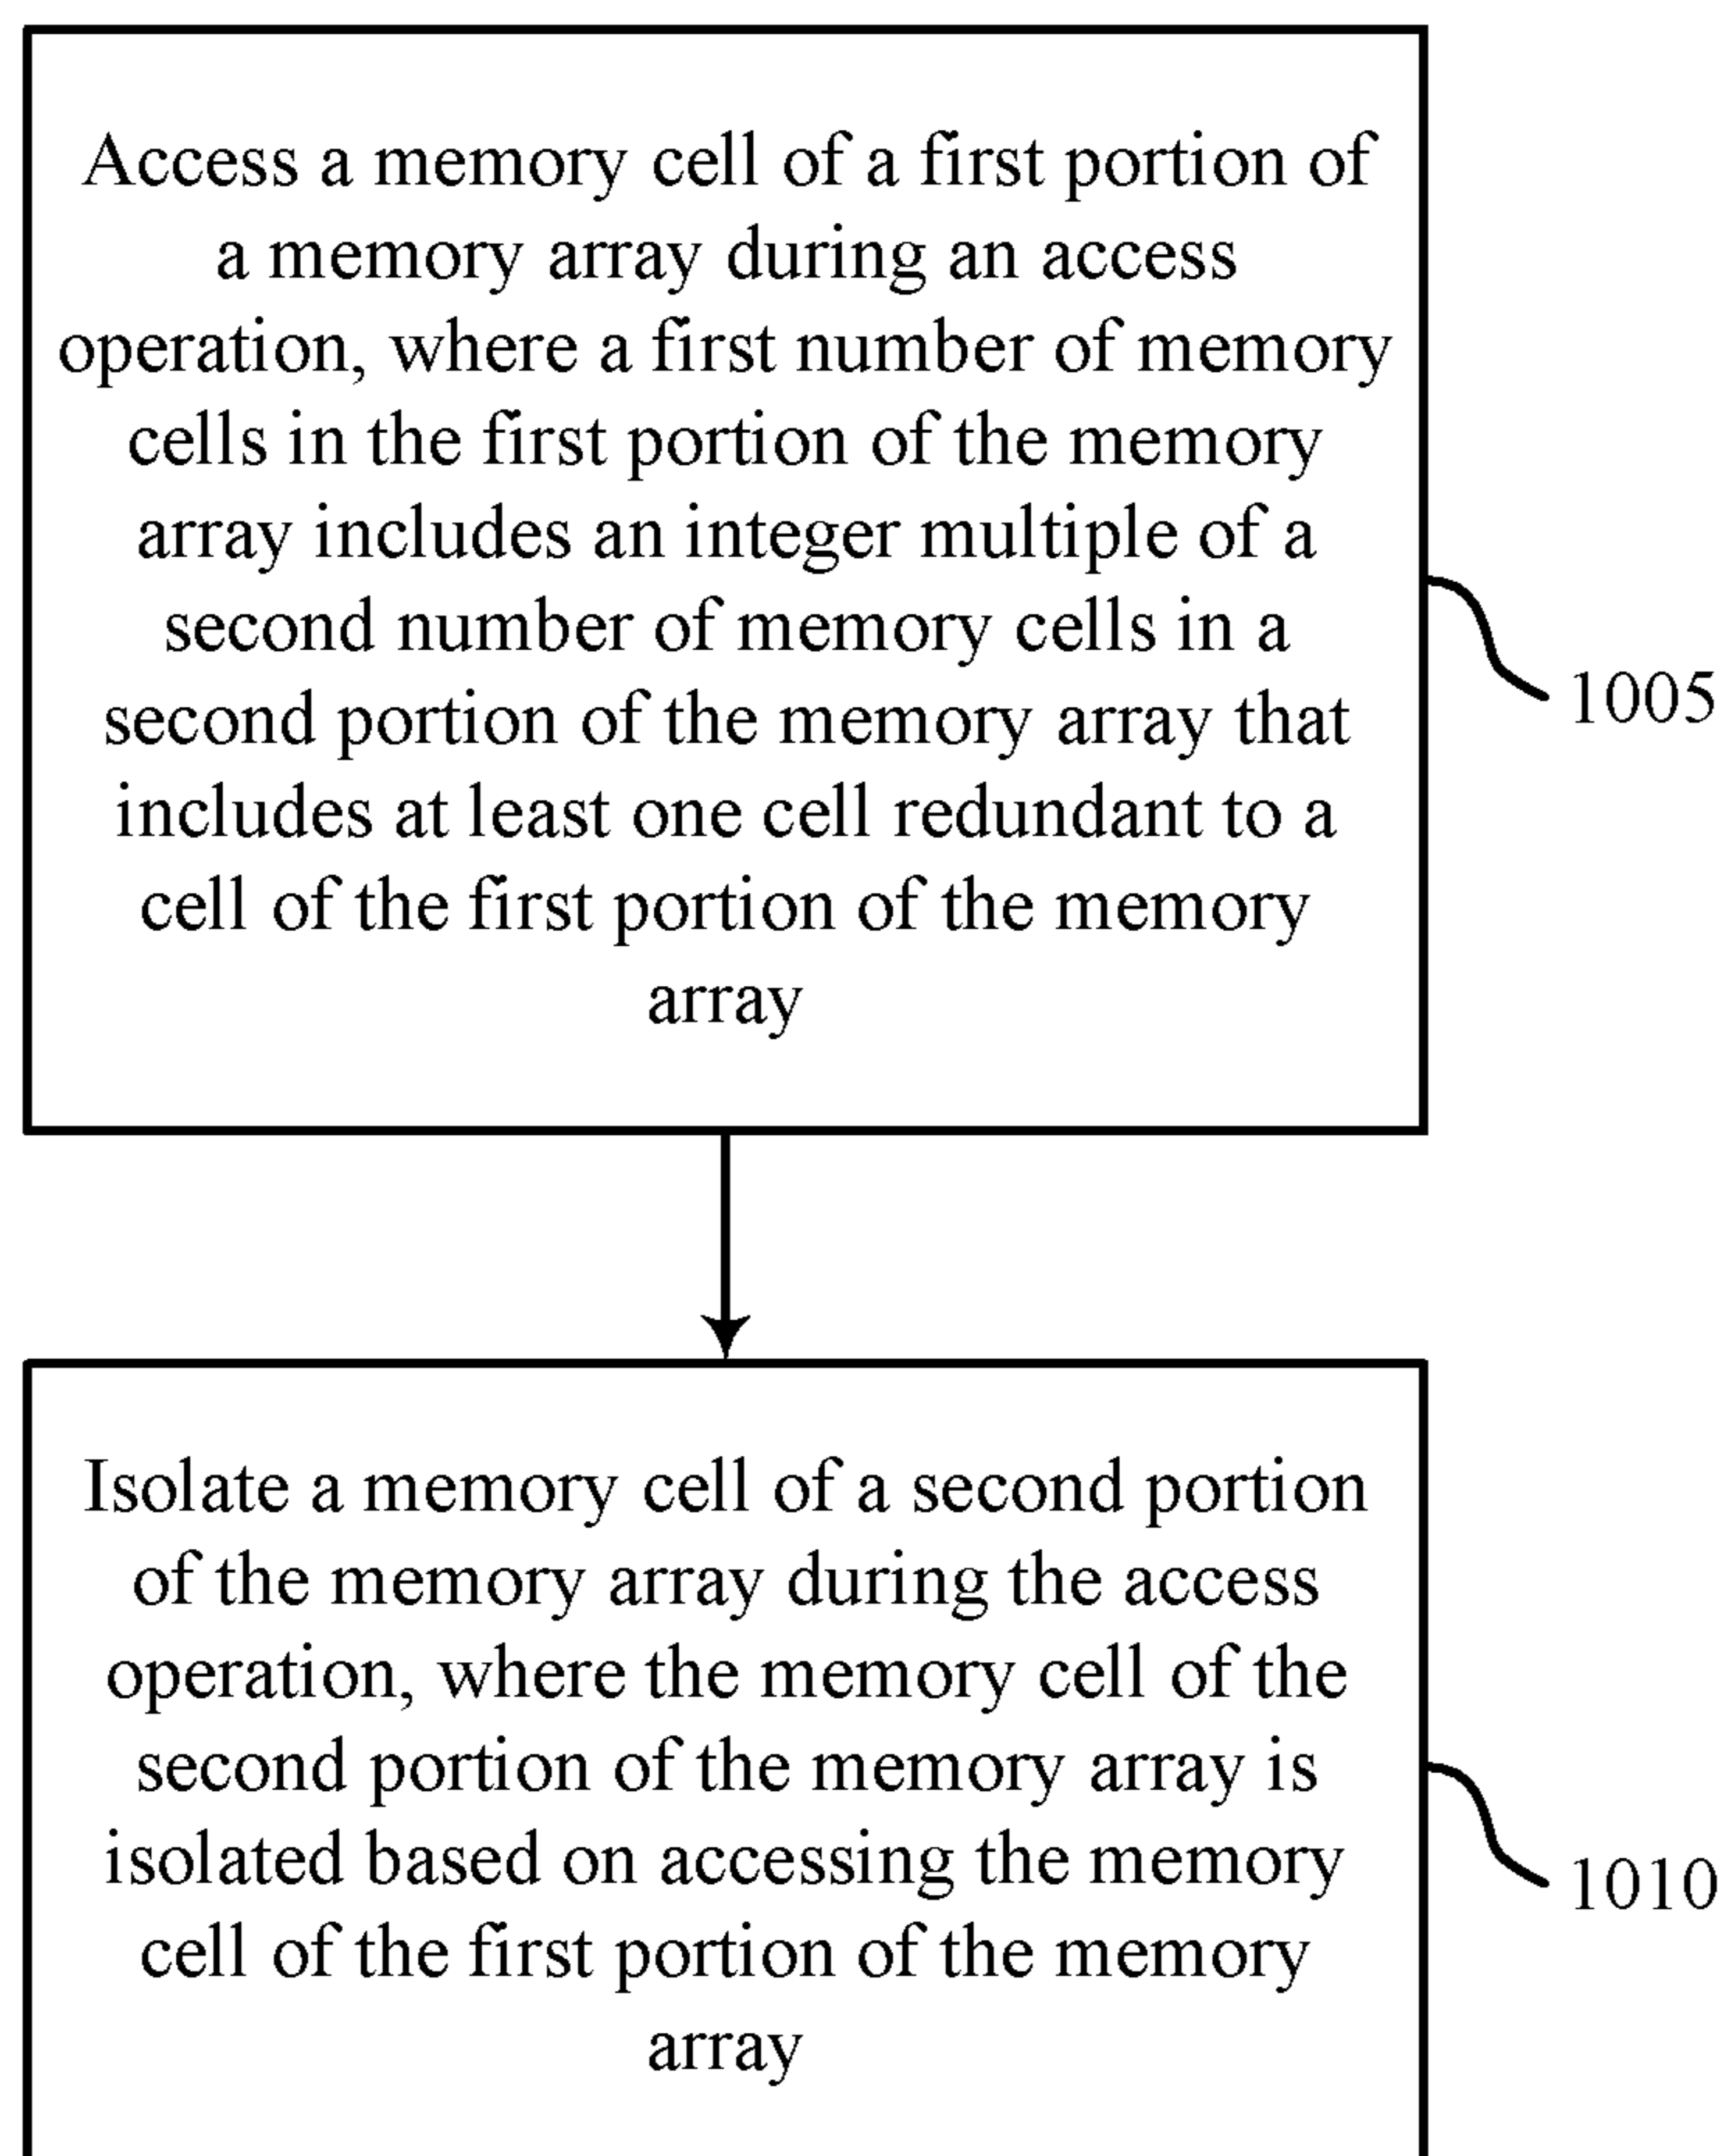 Access a memory cell of a first portion of
a memory array during an access
operation, where a first number of memory
cells in the first portion of the memory
array includes an integer multiple of a
second number of memory cells in a
second portion of the memory array that
includes at least one cell redundant to a
cell of the first portion of the memory
array
1005
Isolate a memory cell of a second portion
of the memory array during the access
operation, where the memory cell of the
second portion of the memory array is
isolated based on accessing the memory
cell of the first portion of the memory
array
1010